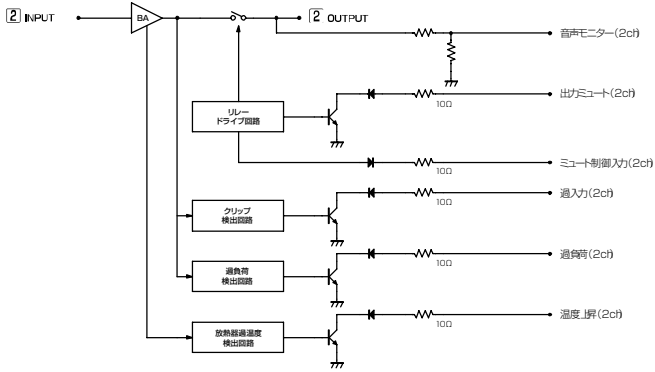 2 INPUT
BA
2 OUTPUT
音声モニター(2ch)
リレー
ドライブ回路
10Ω
出力ミュート(2ch)
10Ω
ミュート制御入力(2ch)
クリップ
検出回路
10Ω
過入力(2ch)
過負荷
検出回路
10Ω
過負荷(2ch)
放熱器過温度
検出回路
10Ω
温度上昇(2ch)